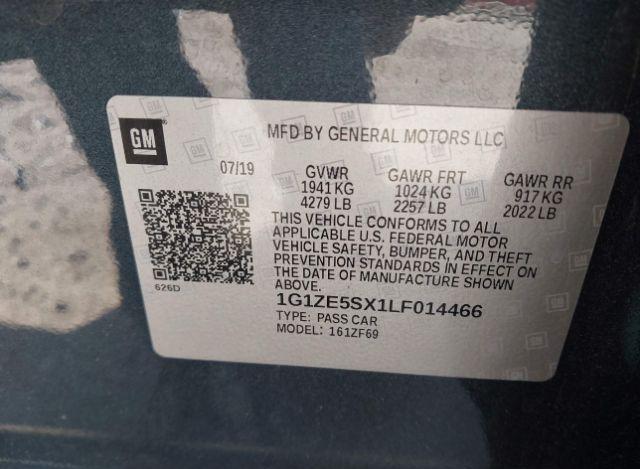 GM
MFD BY GENERAL MOTORS LLC
07/19
GVWR
1941 KG
4279 LB
GAWR FRT
1024 KG
2257 LB
GAWR RR
917 KG
2022 LB
THIS VEHICLE CONFORMS TO ALL
APPLICABLE U.S. FEDERAL MOTOR
VEHICLE SAFETY, BUMPER, AND THEFT
PREVENTION STANDARDS IN EFFECT ON
THE DATE OF MANUFACTURE SHOWN
ABOVE.
626D
1G1ZE5SX1LF014466
TYPE: PASS CAR
MODEL: 161ZF69